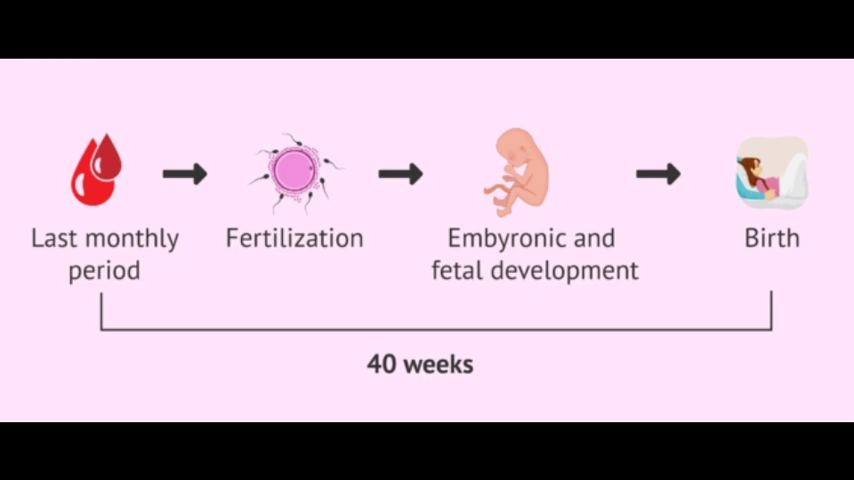 Last monthly
period
Fertilization
Embyronic and
fetal development
Birth
40 weeks